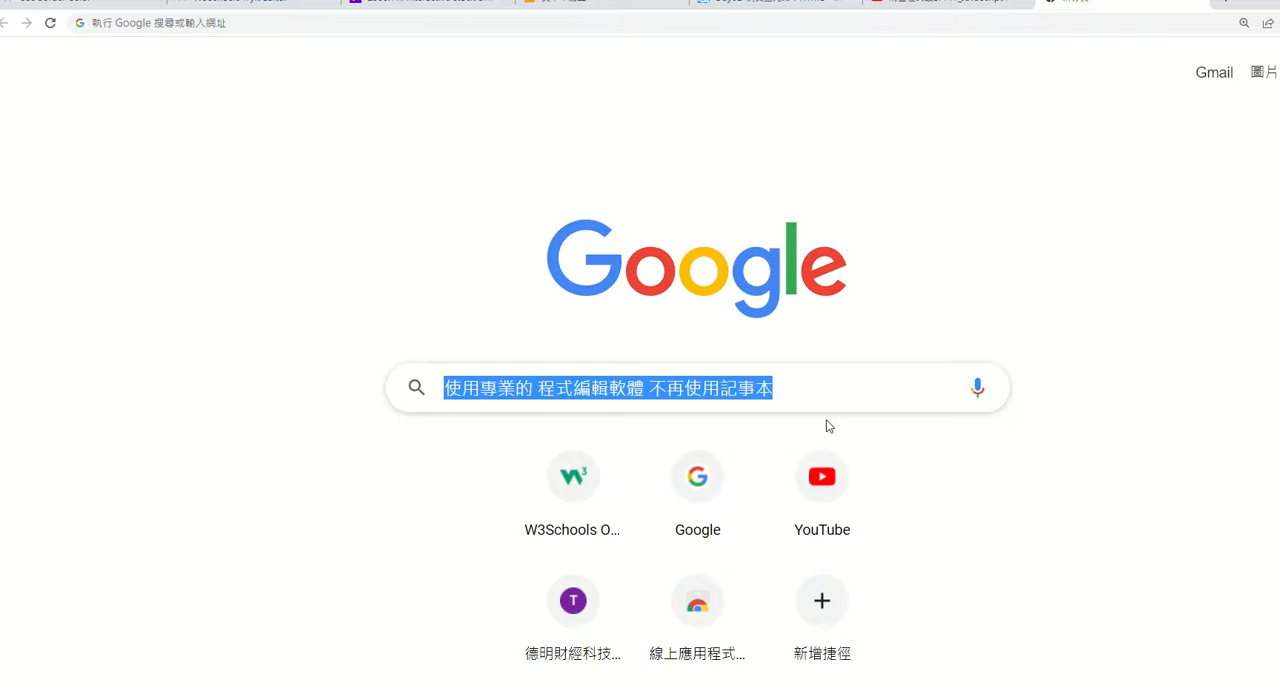 執行 Google 搜尋或輸入網址
Gmail 圖片
Google
使用專業的 程式編輯軟體 不再使用記事本
W3Schools O... Google YouTube
T
德明財經科技... 線上應用程式... 新增捷徑